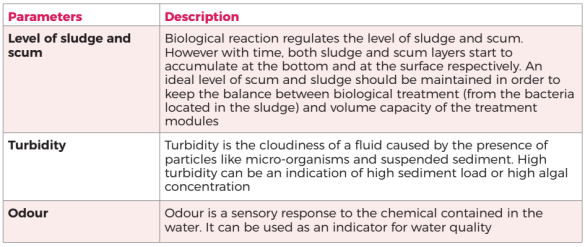 Parameters Description
Level of sludge and scum Biological reaction regulates the level of sludge and scum.
However with time, both sludge and scum layers start to
accumulate at the bottom and at the surface respectively. An
ideal level of scum and sludge should be maintained in order to
keep the balance between biological treatment (from the bacteria
located in the sludge) and volume capacity of the treatment
modules
Turbidity Turbidity is the cloudiness of a fluid caused by the presence of
particles like micro-organisms and suspended sediment. High
turbidity can be an indication of high sediment load or high algal
concentration
Odour Odour is a sensory response to the chemical contained in the
water. It can be used as an indicator for water quality